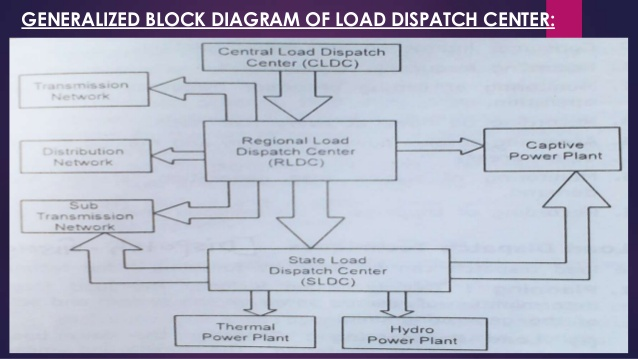 GENERALIZED BLOCK DIAGRAM OF LOAD DISPATCH CENTER:
Central Load Dispatch
Center (CLDC)
Transmission
Network
Regional Load
Dispatch Center
(RLDC)
Distribution
Network
Captive
Power Plant
Sub
Transmission
Network
State Load
Dispatch Center
(SLDC)
Thermal
Power Plant
Hydro
Power Plant